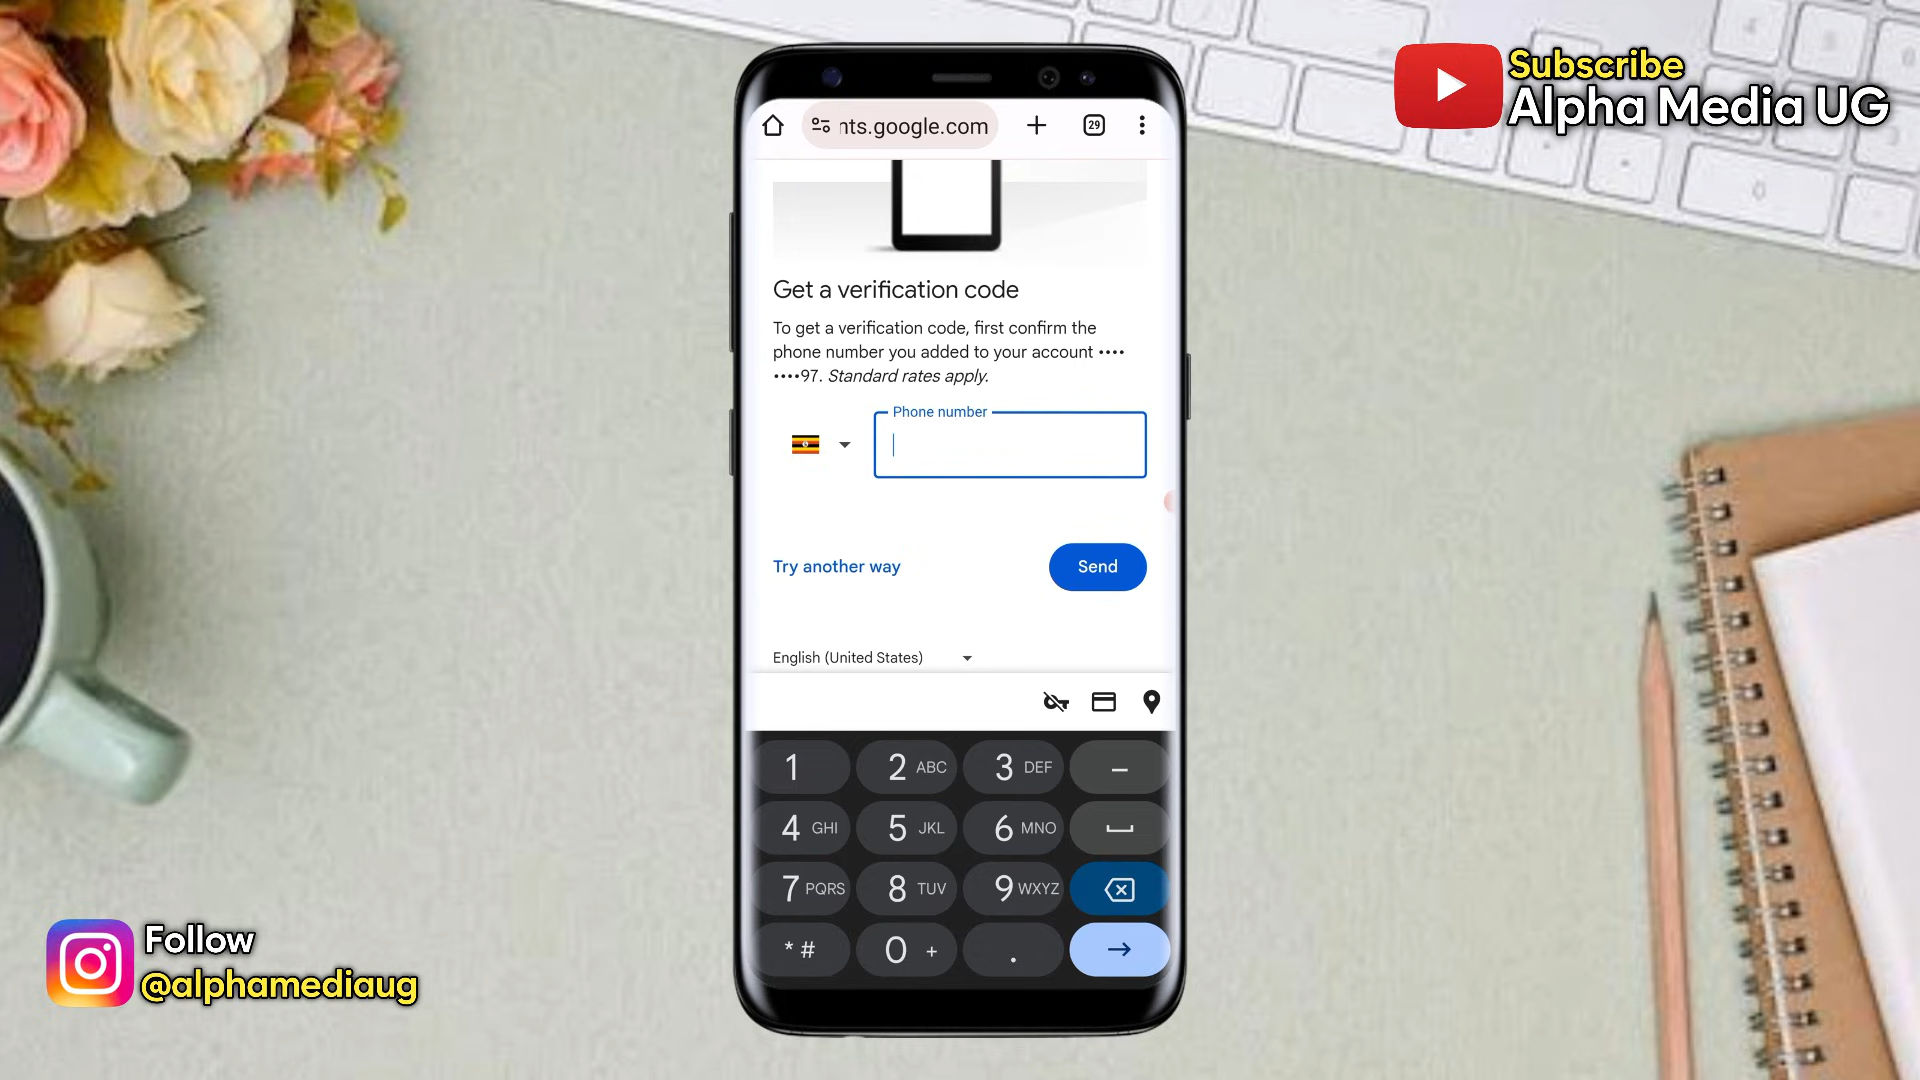 Subscribe
Alpha Media UG
nts.google.com
29
Get a verification code
To get a verification code, first confirm the
phone number you added to your account ••••
••••97. Standard rates apply.
Phone number
Try another way
Send
English (United States)
1
2 ABC
3 DEF
–
4 GHI
5 JKL
6 MNO
7 PQRS
8 TUV
9 WXYZ
* #
0 +
.
Follow
@alphamediaug